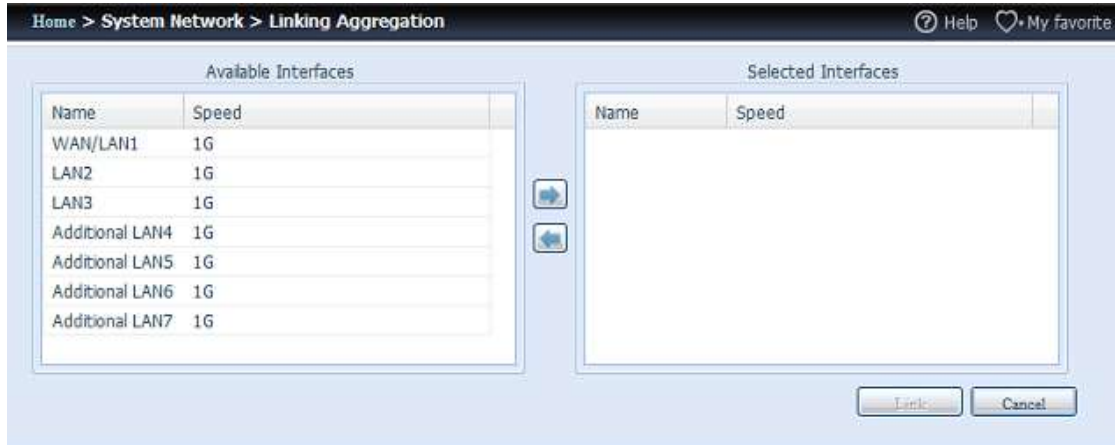 Home > System Network > Linking Aggregation
Help My favorite
Available Interfaces
Name Speed
WAN/LAN1 1G
LAN2 1G
LAN3 1G
Additional LAN4 1G
Additional LAN5 1G
Additional LAN6 1G
Additional LAN7 1G
Selected Interfaces
Name Speed
Link Cancel